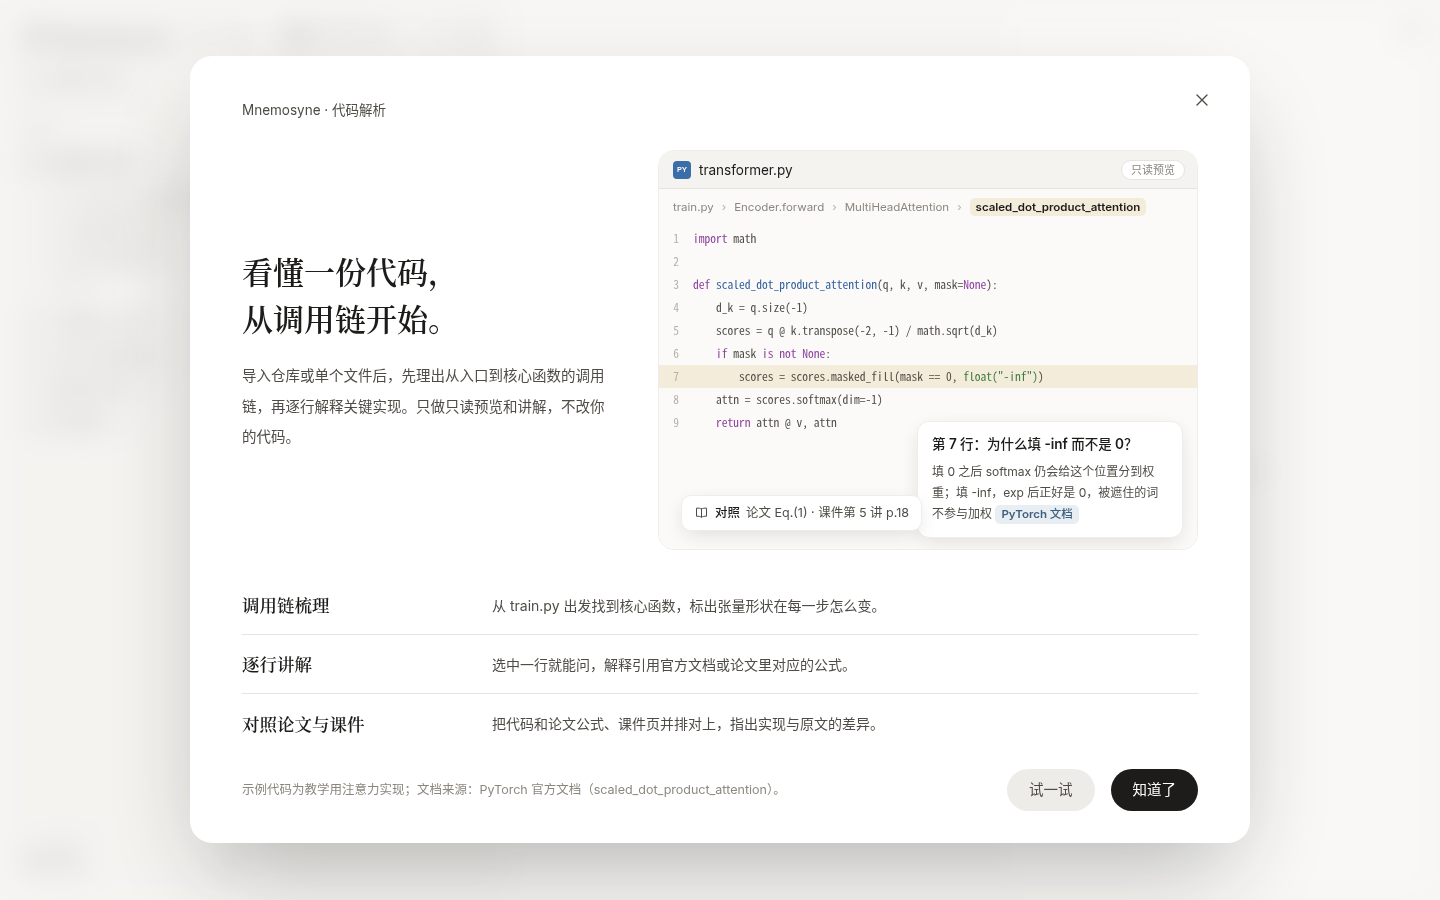 Mnemosyne · 代码解析
看懂一份代码，
从调用链开始。
导入仓库或单个文件后，先理出从入口到核心函数的调用
链，再逐行解释关键实现。只做只读预览和讲解，不改你
的代码。
PY transformer.py 只读预览
train.py › Encoder.forward › MultiHeadAttention › scaled_dot_product_attention
1 import math
2
3 def scaled_dot_product_attention(q, k, v, mask=None):
4     d_k = q.size(-1)
5     scores = q @ k.transpose(-2, -1) / math.sqrt(d_k)
6     if mask is not None:
7         scores = scores.masked_fill(mask == 0, float("-inf"))
8     attn = scores.softmax(dim=-1)
9     return attn @ v, attn
第 7 行：为什么填 -inf 而不是 0？
填 0 之后 softmax 仍会给这个位置分到权
重；填 -inf，exp 后正好是 0，被遮住的词
不参与加权 PyTorch 文档
对照 论文 Eq.(1) · 课件第 5 讲 p.18
调用链梳理 从 train.py 出发找到核心函数，标出张量形状在每一步怎么变。
逐行讲解 选中一行就能问，解释引用官方文档或论文里对应的公式。
对照论文与课件 把代码和论文公式、课件页并排对上，指出实现与原文的差异。
示例代码为教学用注意力实现；文档来源：PyTorch 官方文档（scaled_dot_product_attention）。
试一试 知道了